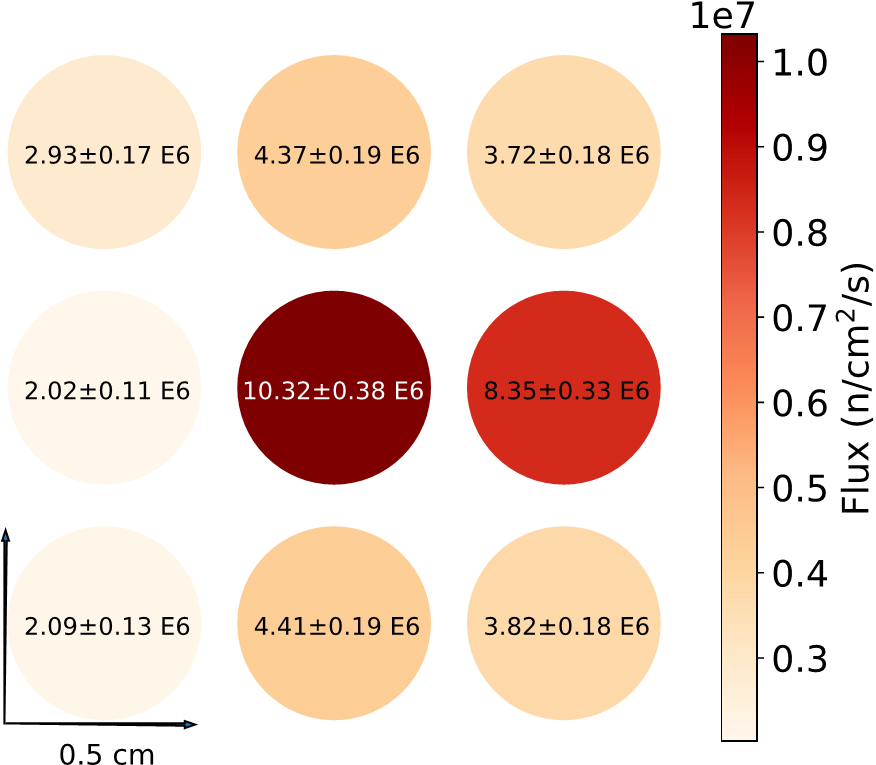 1e7
2.93±0.17 E6
4.37±0.19 E6
3.72±0.18 E6
2.02±0.11 E6
10.32±0.38 E6
8.35±0.33 E6
2.09±0.13 E6
4.41±0.19 E6
3.82±0.18 E6
0.5 cm
1.0
0.9
0.8
0.7
0.6
0.5
0.4
0.3
Flux (n/cm²/s)